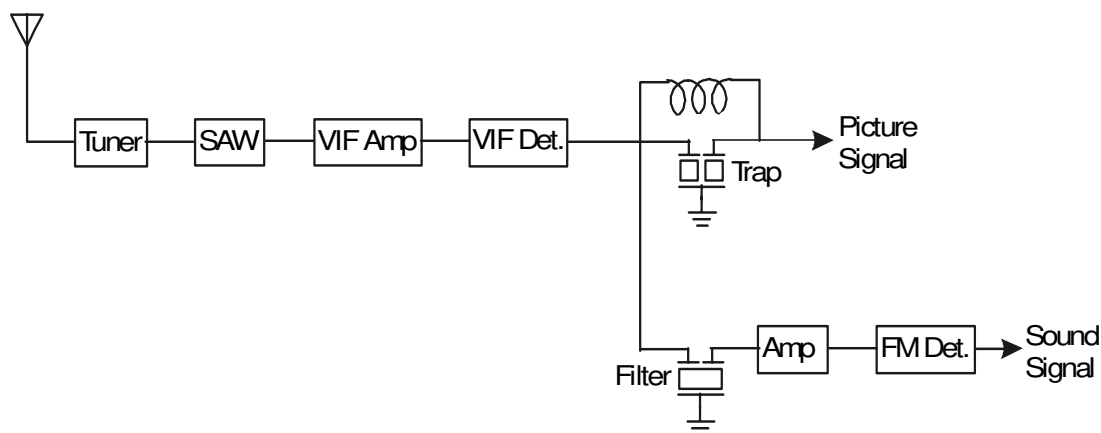 Tuner
SAW
VIF Amp
VIF Det.
Picture
Signal
Trap
Filter
Amp
FM Det.
Sound
Signal